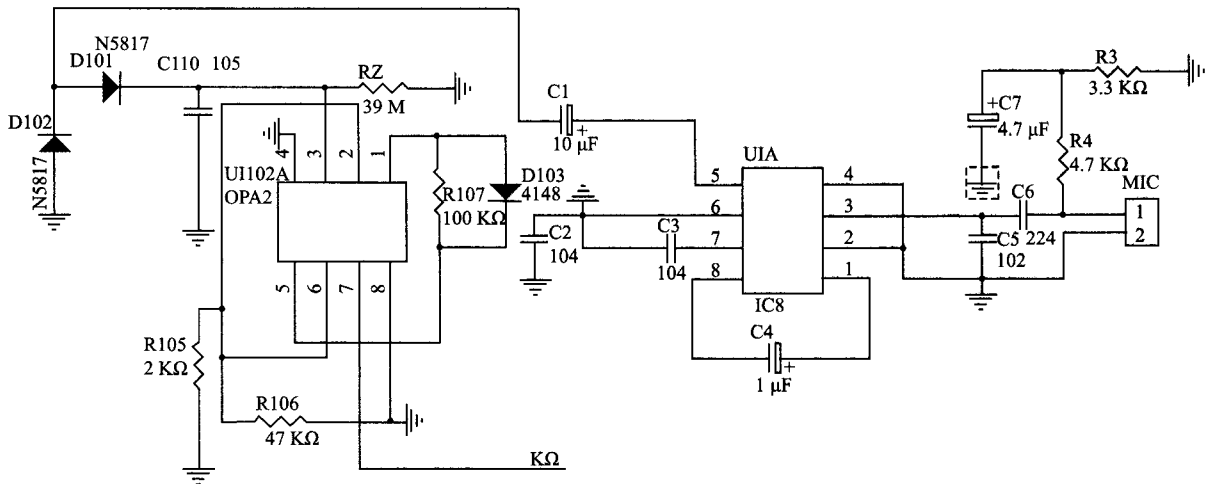 N5817
D101
C110 105
RZ
39 M
D102
N5817
4
3
2
1
UI102A
OPA2
R107
100 KΩ
D103
4148
5
6
7
8
R105
2 KΩ
R106
47 KΩ
KΩ
C1
+
10 μF
C2
104
C3
104
UIA
5
6
7
8
4
3
2
1
IC8
C4
+
1 μF
R3
3.3 KΩ
+C7
4.7 μF
R4
4.7 KΩ
C6
224
C5
102
MIC
1
2